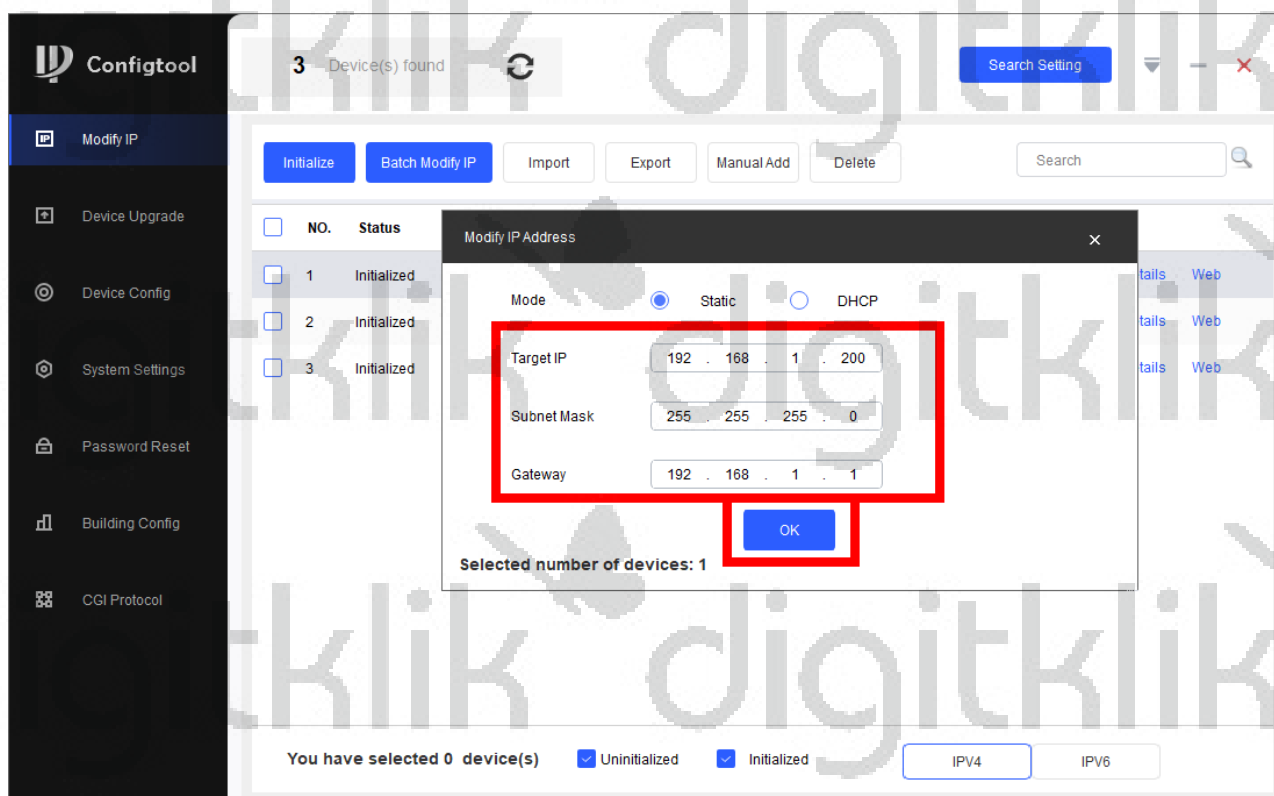 Configtool
3 Device(s) found
Search Setting
IP Modify IP
Device Upgrade
Device Config
System Settings
Password Reset
Building Config
CGI Protocol
Initialize Batch Modify IP Import Export Manual Add Delete Search
NO. Status
1 Initialized tails Web
2 Initialized tails Web
3 Initialized tails Web
Modify IP Address
Mode Static DHCP
Target IP 192 . 168 . 1 . 200
Subnet Mask 255 . 255 . 255 . 0
Gateway 192 . 168 . 1 . 1
OK
Selected number of devices: 1
You have selected 0 device(s) Uninitialized Initialized IPV4 IPV6
digitklik
digitklik
digitklik